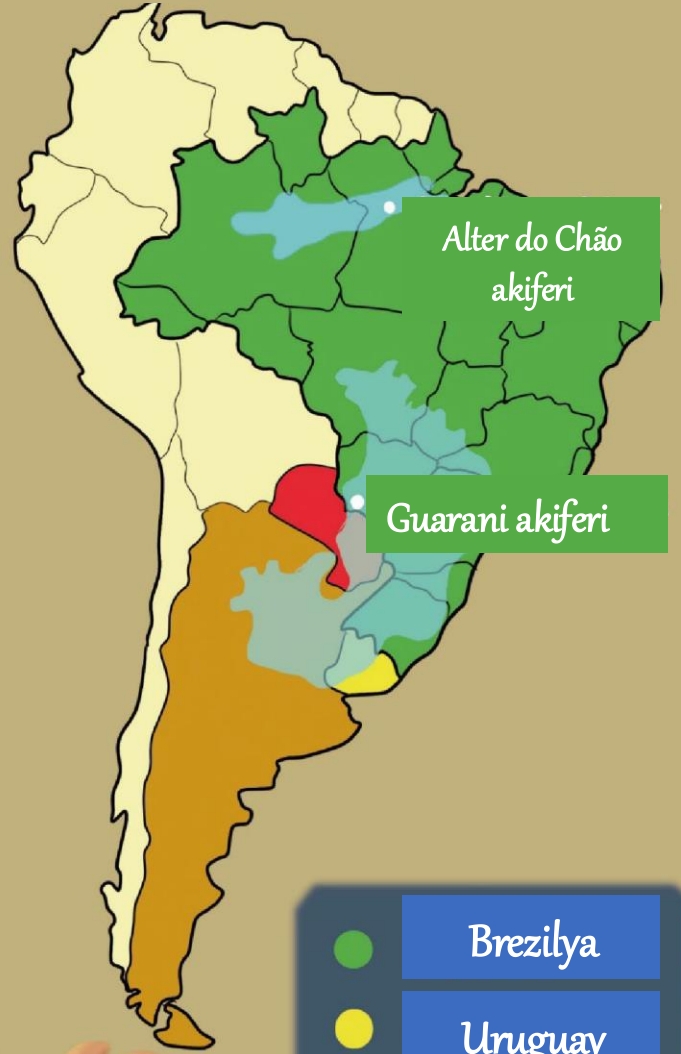 Alter do Chão
akiferi
Guarani akiferi
Brezilya
Uruguay